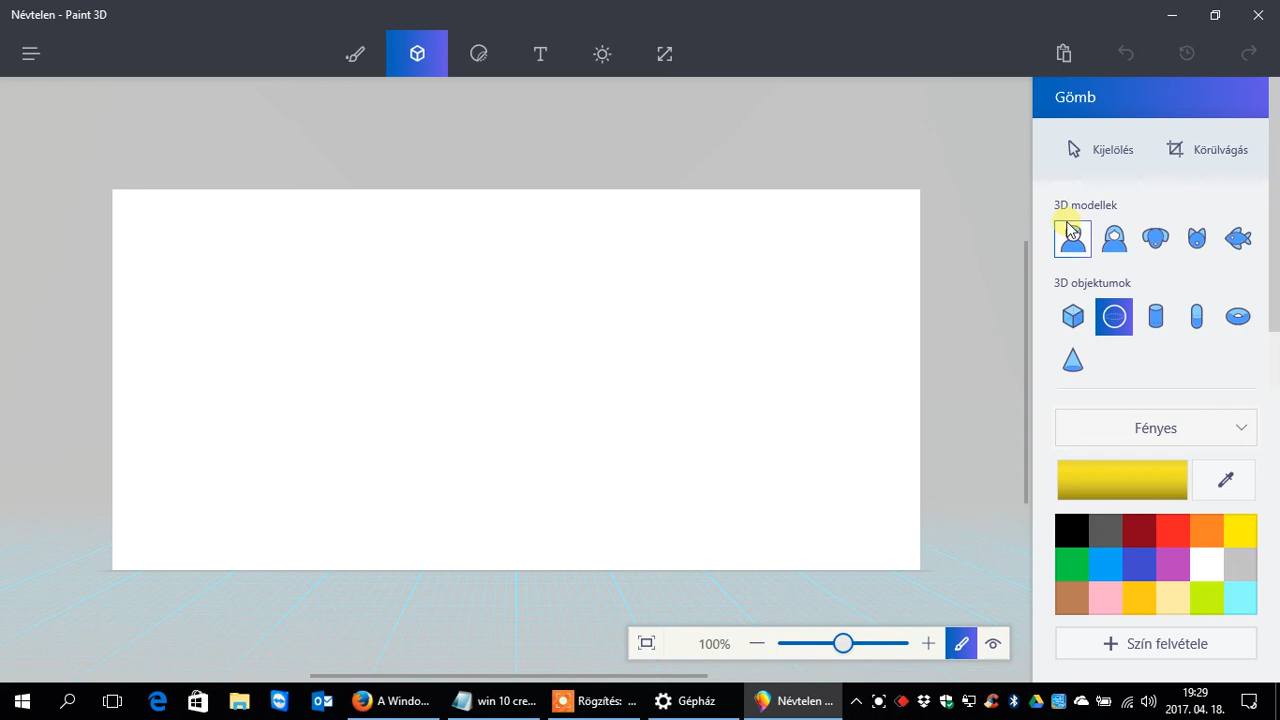 Névtelen - Paint 3D
T
Gömb
Kijelölés
Körülvágás
3D modellek
3D objektumok
Fényes
Szín felvétele
100%
A Windo...
win 10 cre...
Rögzítés: ...
Gépház
Névtelen ...
19:29
2017. 04. 18.